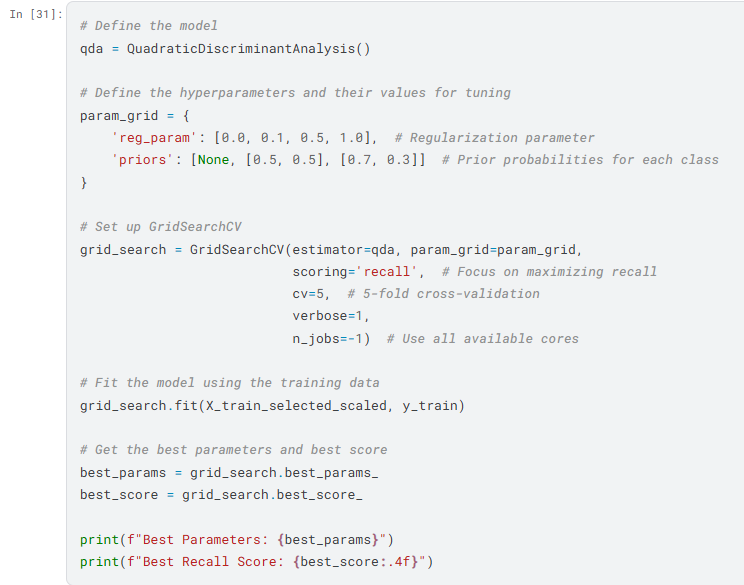 In [31]:
# Define the model
qda = QuadraticDiscriminantAnalysis()

# Define the hyperparameters and their values for tuning
param_grid = {
    'reg_param': [0.0, 0.1, 0.5, 1.0],  # Regularization parameter
    'priors': [None, [0.5, 0.5], [0.7, 0.3]]  # Prior probabilities for each class
}

# Set up GridSearchCV
grid_search = GridSearchCV(estimator=qda, param_grid=param_grid,
                           scoring='recall',  # Focus on maximizing recall
                           cv=5,  # 5-fold cross-validation
                           verbose=1,
                           n_jobs=-1)  # Use all available cores

# Fit the model using the training data
grid_search.fit(X_train_selected_scaled, y_train)

# Get the best parameters and best score
best_params = grid_search.best_params_
best_score = grid_search.best_score_

print(f"Best Parameters: {best_params}")
print(f"Best Recall Score: {best_score:.4f}")